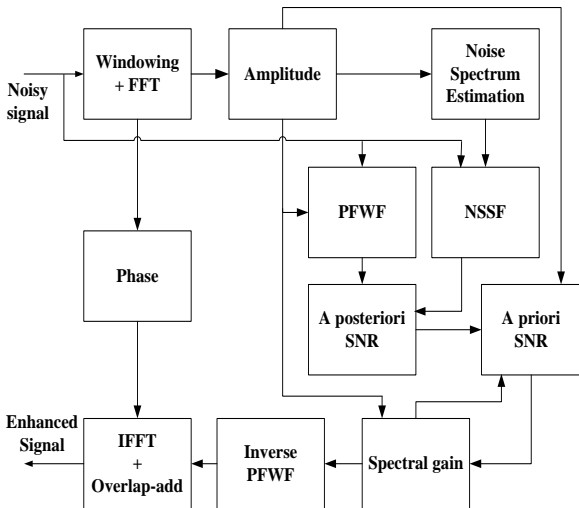 Windowing
+ FFT
Amplitude
Noise
Spectrum
Estimation
Noisy
signal
PFWF
NSSF
Phase
A posteriori
SNR
A priori
SNR
Enhanced
Signal
IFFT
+
Overlap-add
Inverse
PFWF
Spectral gain